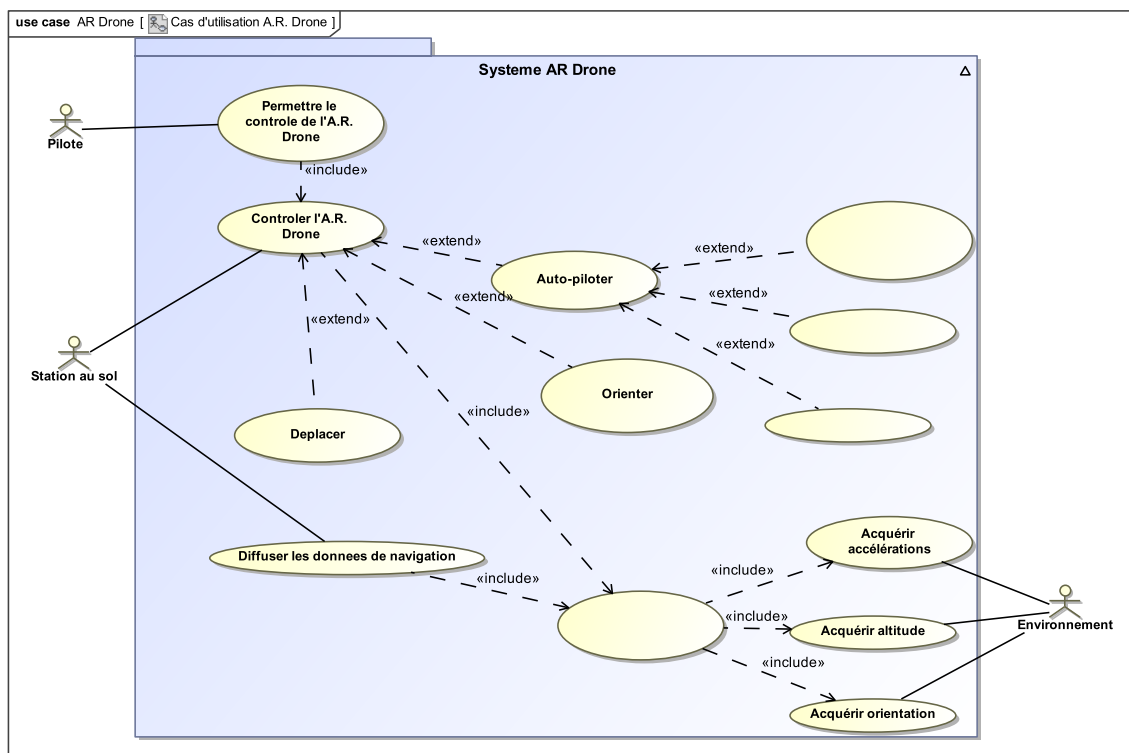 use case AR Drone [ Cas d'utilisation A.R. Drone ]
Systeme AR Drone
Permettre le
controle de l'A.R.
Drone
Pilote
«include»
Controler l'A.R.
Drone
«extend»
«extend»
Auto-piloter
«extend»
«extend»
«extend»
«extend»
Station au sol
Orienter
«include»
Deplacer
Acquérir
accélérations
Diffuser les donnees de navigation
«include»
«include»
«include»
Environnement
Acquérir altitude
«include»
Acquérir orientation